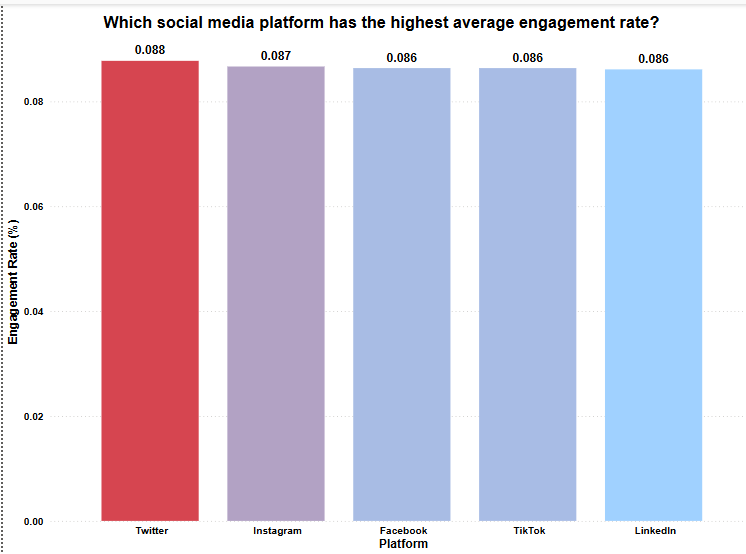 Which social media platform has the highest average engagement rate?
0.088
0.087
0.086
0.086
0.086
0.08
0.06
0.04
0.02
0.00
Engagement Rate (%)
Twitter
Instagram
Facebook
TikTok
LinkedIn
Platform